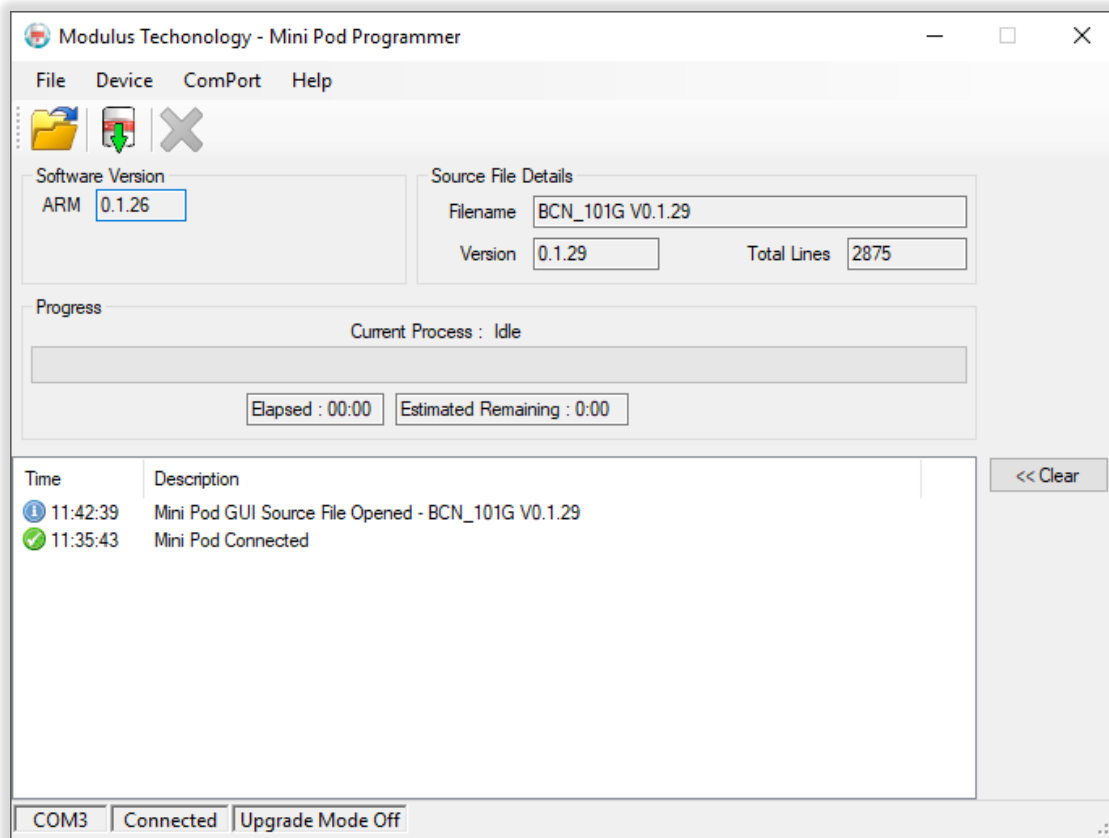 Modulus Techonology - Mini Pod Programmer
File Device ComPort Help
Software Version
ARM 0.1.26
Source File Details
Filename BCN_101G V0.1.29
Version 0.1.29 Total Lines 2875
Progress
Current Process : Idle
Elapsed : 00:00 Estimated Remaining : 0:00
Time Description
11:42:39 Mini Pod GUI Source File Opened - BCN_101G V0.1.29
11:35:43 Mini Pod Connected
<< Clear
COM3 Connected Upgrade Mode Off